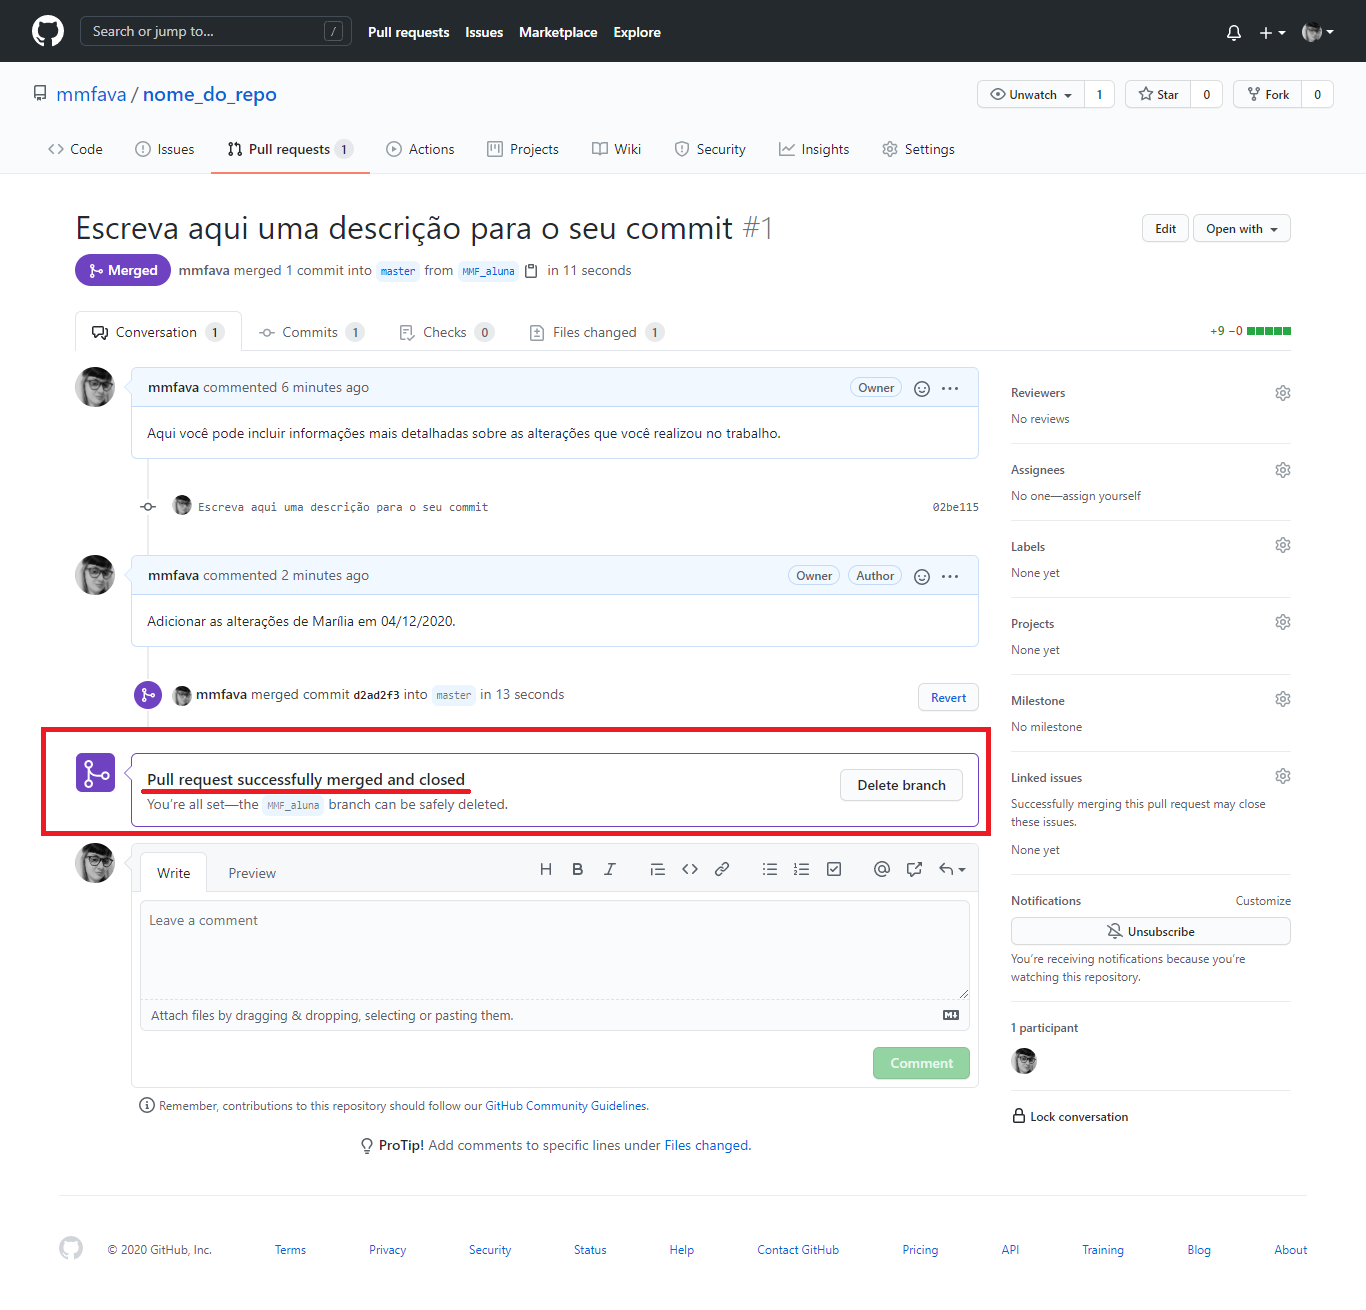 Search or jump to... /
Pull requests Issues Marketplace Explore
mmfava / nome_do_repo
Unwatch 1 Star 0 Fork 0
Code Issues Pull requests 1 Actions Projects Wiki Security Insights Settings
Escreva aqui uma descrição para o seu commit #1
Edit Open with
Merged mmfava merged 1 commit into master from MMF_aluna in 11 seconds
Conversation 1 Commits 1 Checks 0 Files changed 1
+9 −0
mmfava commented 6 minutes ago Owner
Aqui você pode incluir informações mais detalhadas sobre as alterações que você realizou no trabalho.
Escreva aqui uma descrição para o seu commit 02be115
mmfava commented 2 minutes ago Owner Author
Adicionar as alterações de Marília em 04/12/2020.
mmfava merged commit d2ad2f3 into master in 13 seconds Revert
Pull request successfully merged and closed
You're all set—the MMF_aluna branch can be safely deleted.
Delete branch
Write Preview
H B I
Leave a comment
Attach files by dragging & dropping, selecting or pasting them.
Comment
Remember, contributions to this repository should follow our GitHub Community Guidelines.
ProTip! Add comments to specific lines under Files changed.
Reviewers
No reviews
Assignees
No one—assign yourself
Labels
None yet
Projects
None yet
Milestone
No milestone
Linked issues
Successfully merging this pull request may close
these issues.
None yet
Notifications Customize
Unsubscribe
You're receiving notifications because you're
watching this repository.
1 participant
Lock conversation
© 2020 GitHub, Inc. Terms Privacy Security Status Help Contact GitHub Pricing API Training Blog About